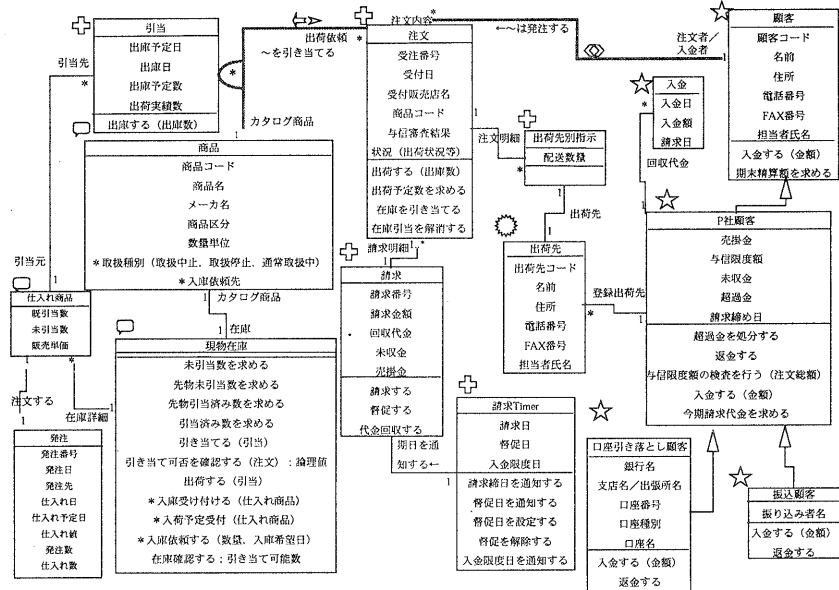 引当
出庫予定日
出庫日
出庫予定数
出荷実績数
出庫する（出庫数）
引当先
*
出荷依頼
～を引き当てる
*
*
1
カタログ商品
注文内容
*
注文
受注番号
受付日
受付販売店名
商品コード
与信審査結果
状況（出荷状況等）
出荷する（出庫数）
出荷予定数を求める
在庫を引き当てる
在庫引当を解消する
←～は発注する
注文者／
入金者
1
顧客
顧客コード
名前
住所
電話番号
FAX番号
担当者氏名
入金する（金額）
期末精算額を求める
入金
入金日
入金額
請求日
*
回収代金
1
1
注文明細
*
出荷先別指示
配送数量
1
出荷先
1
出荷先
出荷先コード
名前
住所
電話番号
FAX番号
担当者氏名
登録出荷先
*
1
P社顧客
売掛金
与信限度額
未収金
超過金
請求締め日
超過金を処分する
返金する
与信限度額の検査を行う（注文総額）
入金する（金額）
今期請求代金を求める
商品
商品コード
商品名
メーカ名
商品区分
数量単位
*取扱種別（取扱中止、取扱停止、通常取扱中）
*入庫依頼先
引当元
1
1
カタログ商品
1
在庫
仕入れ商品
既引当数
未引当数
販売単価
1
注文する
1
*
在庫詳細
1
発注
発注番号
発注日
発注先
仕入れ日
仕入れ予定日
仕入れ値
発注数
仕入れ数
現物在庫
未引当数を求める
先物未引当数を求める
先物引当済み数を求める
引当済み数を求める
引き当てる（引当）
引き当て可否を確認する（注文）：論理値
出荷する（引当）
*入庫受け付ける（仕入れ商品）
*入荷予定受付（仕入れ商品）
*入庫依頼する（数量、入庫希望日）
在庫確認する：引き当て可能数
請求明細
1..*
1
請求
請求番号
請求金額
回収代金
未収金
売掛金
請求する
督促する
代金回収する
期日を通
知する←
1
請求Timer
請求日
督促日
入金限度日
請求締日を通知する
督促日を通知する
督促日を設定する
督促を解除する
入金限度日を通知する
口座引き落とし顧客
銀行名
支店名／出張所名
口座番号
口座種別
口座名
入金する（金額）
返金する
振込顧客
振り込み者名
入金する（金額）
返金する